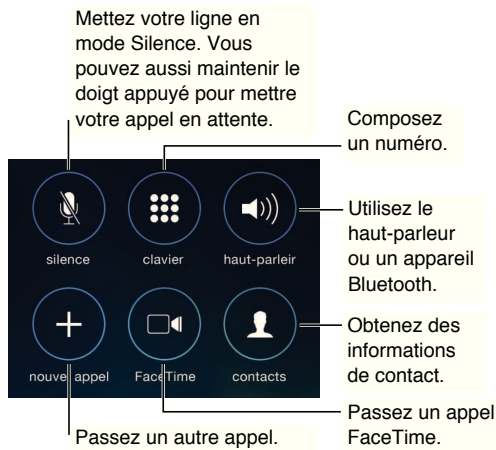 Mettez votre ligne en
mode Silence. Vous
pouvez aussi maintenir le
doigt appuyé pour mettre
votre appel en attente.
Composez
un numéro.
silence
clavier
haut-parleir
Utilisez le
haut-parleur
ou un appareil
Bluetooth.
nouvel appel
FaceTime
contacts
Obtenez des
informations
de contact.
Passez un autre appel.
Passez un appel
FaceTime.